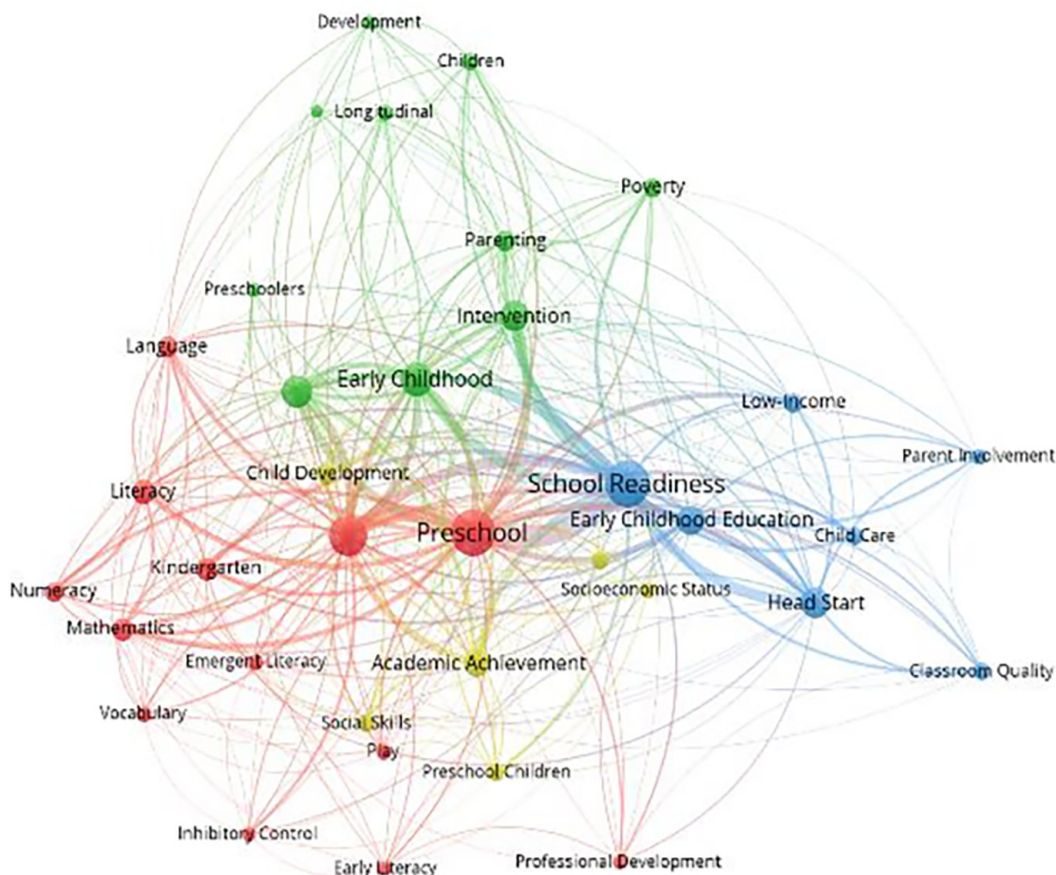 Development
Children
Longitudinal
Poverty
Parenting
Preschoolers
Intervention
Language
Early Childhood
Low-Income
Parent Involvement
Child Development
School Readiness
Literacy
Early Childhood Education
Preschool
Child Care
Kindergarten
Numeracy
Socioeconomic Status
Head Start
Mathematics
Emergent Literacy
Academic Achievement
Classroom Quality
Vocabulary
Social Skills
Play
Preschool Children
Inhibitory Control
Early Literacy
Professional Development